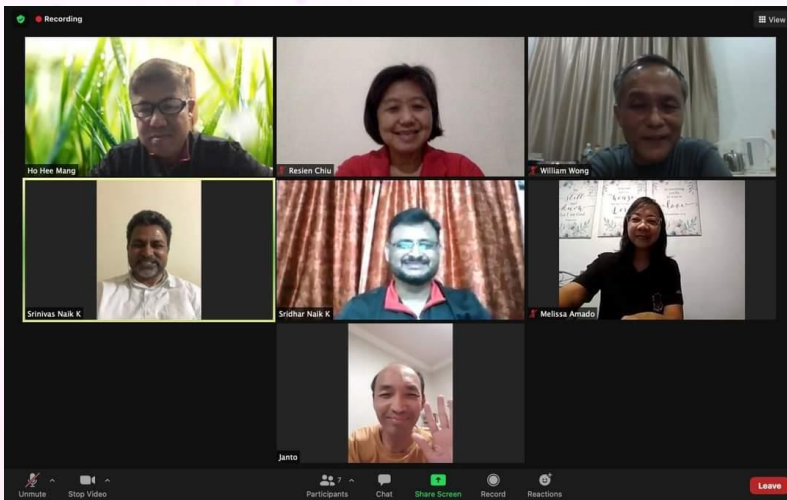 Recording
View
Ho Hee Mang
Resien Chiu
William Wong
Srinivas Naik K
Sridhar Naik K
Melissa Amado
Janto
Unmute
Stop Video
Participants
7
Chat
Share Screen
Record
Reactions
Leave